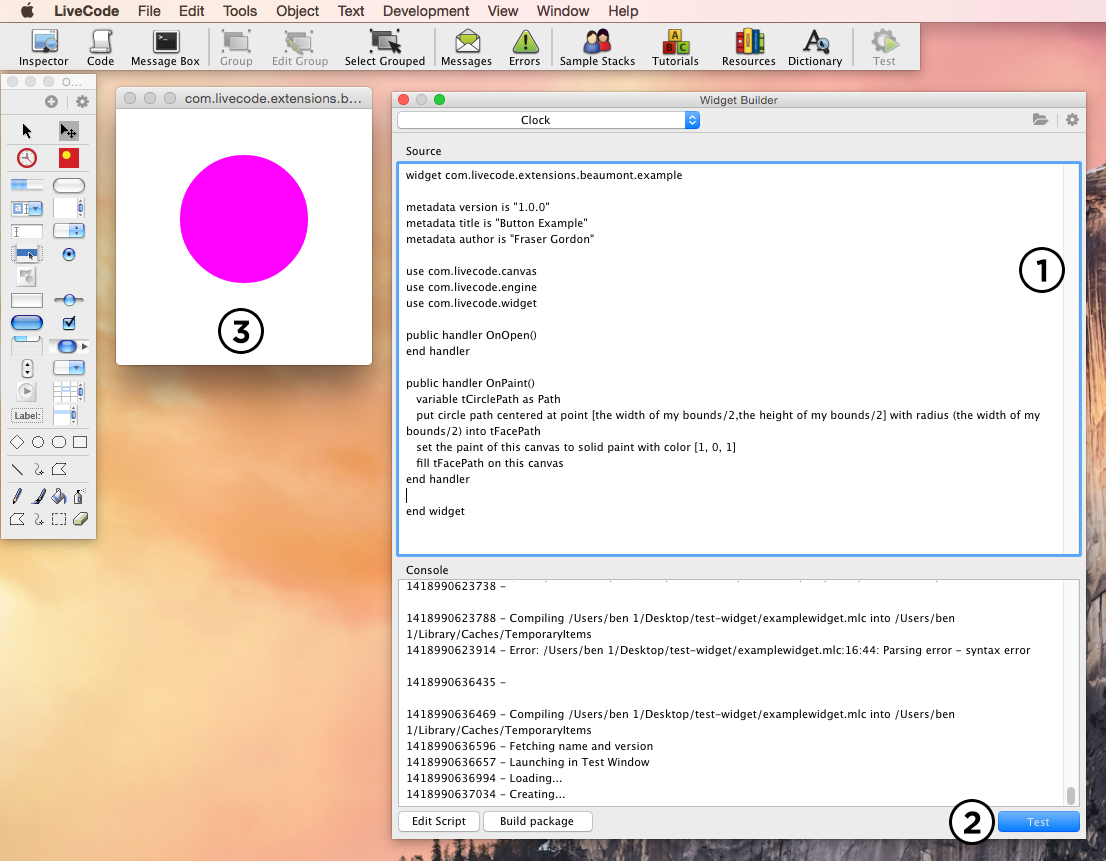 LiveCode File Edit Tools Object Text Development View Window Help
Inspector Code Message Box Group Edit Group Select Grouped Messages Errors Sample Stacks Tutorials Resources Dictionary Test
O...
com.livecode.extensions.b...
3
Label:
Widget Builder
Clock
Source
widget com.livecode.extensions.beaumont.example
metadata version is "1.0.0"
metadata title is "Button Example"
metadata author is "Fraser Gordon"
1
use com.livecode.canvas
use com.livecode.engine
use com.livecode.widget
public handler OnOpen()
end handler
public handler OnPaint()
variable tCirclePath as Path
put circle path centered at point [the width of my bounds/2,the height of my bounds/2] with radius (the width of my
bounds/2) into tFacePath
set the paint of this canvas to solid paint with color [1, 0, 1]
fill tFacePath on this canvas
end handler
end widget
Console
1418990623738 -
1418990623788 - Compiling /Users/ben 1/Desktop/test-widget/examplewidget.mlc into /Users/ben
1/Library/Caches/TemporaryItems
1418990623914 - Error: /Users/ben 1/Desktop/test-widget/examplewidget.mlc:16:44: Parsing error - syntax error
1418990636435 -
1418990636469 - Compiling /Users/ben 1/Desktop/test-widget/examplewidget.mlc into /Users/ben
1/Library/Caches/TemporaryItems
1418990636596 - Fetching name and version
1418990636657 - Launching in Test Window
1418990636994 - Loading...
1418990637034 - Creating...
Edit Script Build package 2 Test